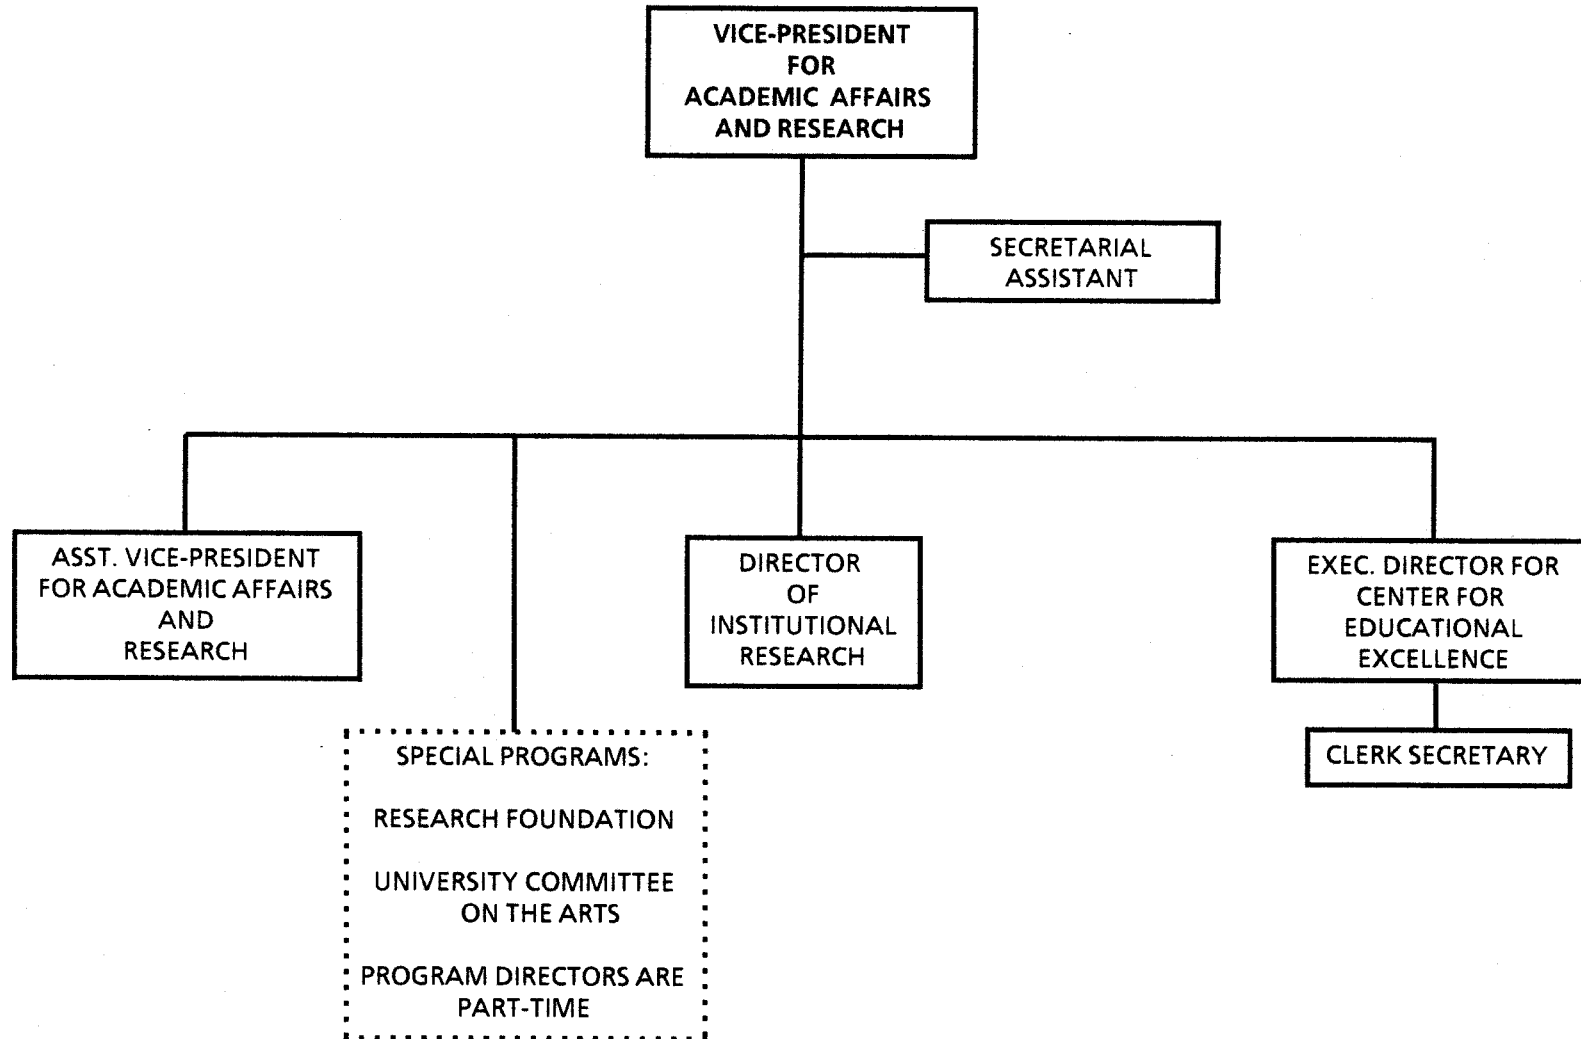 VICE-PRESIDENT
FOR
ACADEMIC AFFAIRS
AND RESEARCH
SECRETARIAL
ASSISTANT
ASST. VICE-PRESIDENT
FOR ACADEMIC AFFAIRS
AND
RESEARCH
SPECIAL PROGRAMS:
RESEARCH FOUNDATION
UNIVERSITY COMMITTEE
ON THE ARTS
PROGRAM DIRECTORS ARE
PART-TIME
DIRECTOR
OF
INSTITUTIONAL
RESEARCH
EXEC. DIRECTOR FOR
CENTER FOR
EDUCATIONAL
EXCELLENCE
CLERK SECRETARY